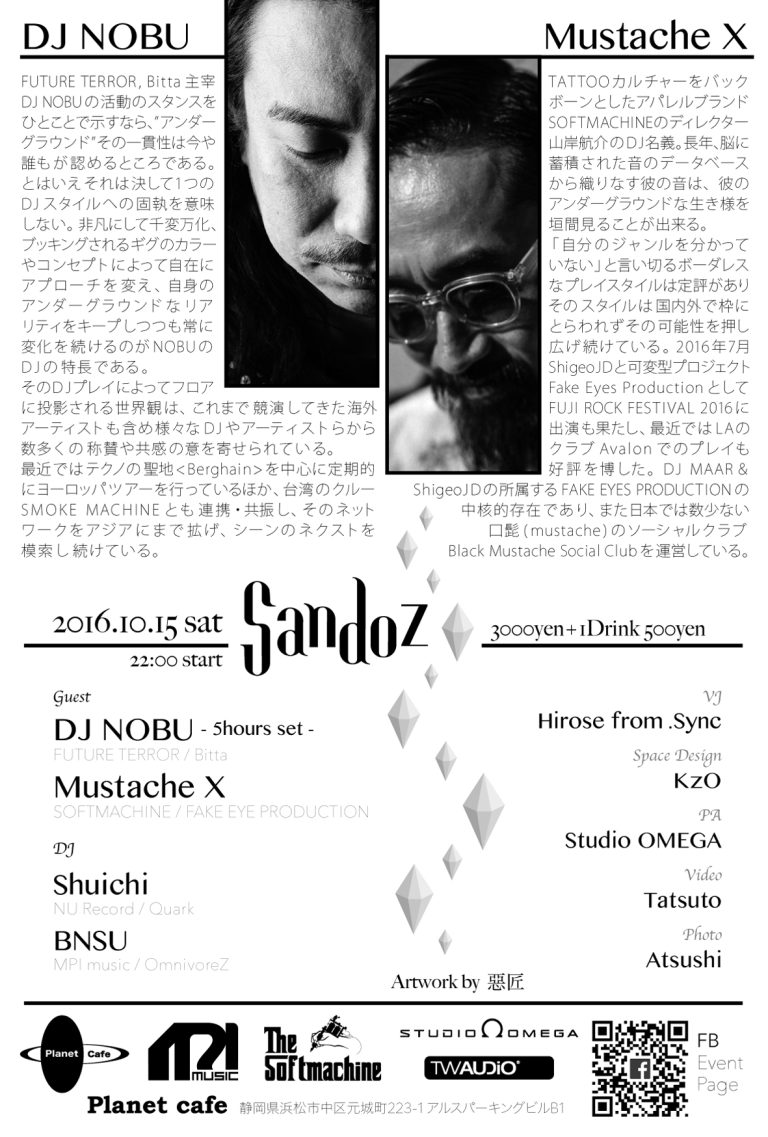 DJ NOBU
FUTURE TERROR, Bitta 主宰
DJ NOBUの活動のスタンスを
ひとことで示すなら、“アンダー
グラウンド”その一貫性は今や
誰もが認めるところである。
とはいえそれは決して1つの
DJスタイルへの固執を意味
しない。非凡にして千変万化、
ブッキングされるギグのカラー
やコンセプトによって自在に
アプローチを変え、自身の
アンダーグラウンドなリア
リティをキープしつつも常に
変化を続けるのがNOBUの
DJの特長である。
そのDJプレイによってフロア
に投影される世界観は、これまで競演してきた海外
アーティストも含め様々なDJやアーティストらから
数多くの称賛や共感の意を寄せられている。
最近ではテクノの聖地<Berghain>を中心に定期的
にヨーロッパツアーを行っているほか、台湾のクルー
SMOKE MACHINEとも連携・共振し、そのネット
ワークをアジアにまで拡げ、シーンのネクストを
模索し続けている。
Mustache X
TATTOOカルチャーをバック
ボーンとしたアパレルブランド
SOFTMACHINEのディレクター
山岸航介のDJ名義。長年、脳に
蓄積された音のデータベース
から織りなす彼の音は、彼の
アンダーグラウンドな生き様を
垣間見ることが出来る。
「自分のジャンルを分かって
いない」と言い切るボーダレス
なプレイスタイルは定評があり
そのスタイルは国内外で枠に
とらわれずその可能性を押し
広げ続けている。2016年7月
ShigeoJDと可変型プロジェクト
Fake Eyes Productionとして
FUJI ROCK FESTIVAL 2016に
出演も果たし、最近ではLAの
クラブAvalonでのプレイも
好評を博した。DJ MAAR &
ShigeoJDの所属するFAKE EYES PRODUCTIONの
中核的存在であり、また日本では数少ない
口髭(mustache)のソーシャルクラブ
Black Mustache Social Clubを運営している。
2016.10.15 sat
22:00 start
Sandoz
3000yen+1Drink 500yen
Guest
DJ NOBU - 5hours set -
FUTURE TERROR / Bitta
Mustache X
SOFTMACHINE / FAKE EYE PRODUCTION
DJ
Shuichi
NU Record / Quark
BNSU
MPI music / OmnivoreZ
VJ
Hirose from .Sync
Space Design
KzO
PA
Studio OMEGA
Video
Tatsuto
Photo
Atsushi
Artwork by 惡匠
Planet Cafe
MPI MUSIC
The Softmachine
STUDIO OMEGA
TWAUDiO
FB
Event
Page
Planet cafe 静岡県浜松市中区元城町223-1 アルスパーキングビルB1